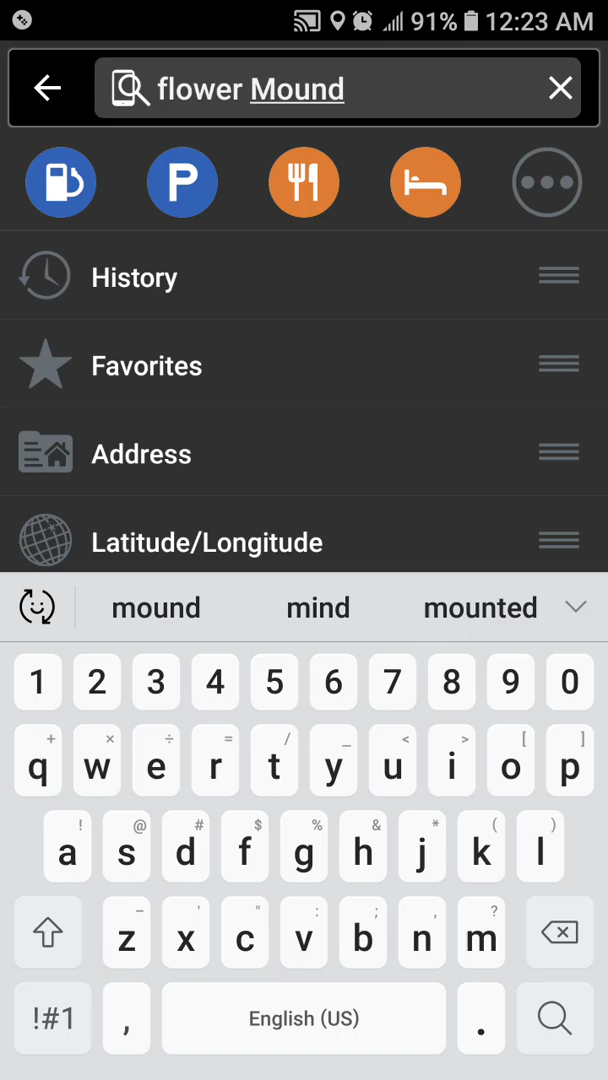 91% 12:23 AM
flower Mound
P
History
Favorites
Address
Latitude/Longitude
mound mind mounted
1 2 3 4 5 6 7 8 9 0
+ × ÷ = / _ < > [ ]
q w e r t y u i o p
! @ # $ % & * ( )
a s d f g h j k l
- ' " : ; , ?
z x c v b n m
!#1 , English (US) .